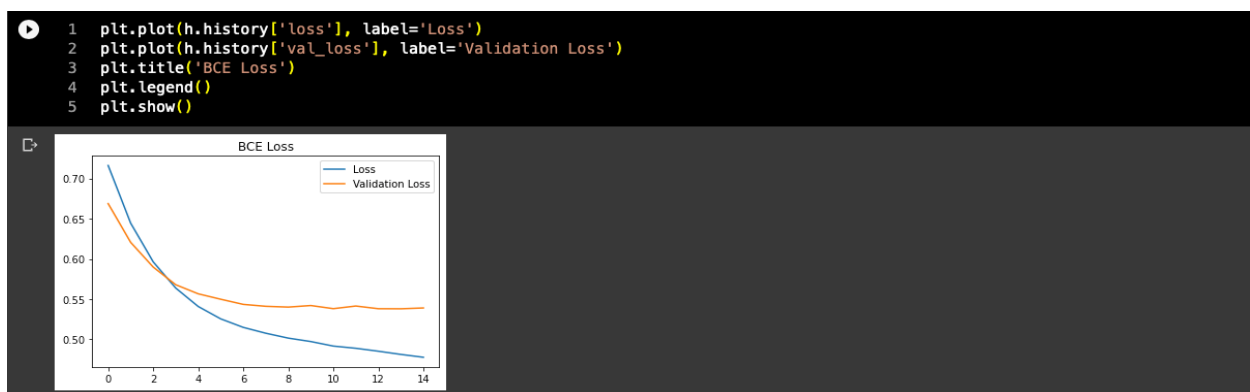 1 plt.plot(h.history['loss'], label='Loss')
2 plt.plot(h.history['val_loss'], label='Validation Loss')
3 plt.title('BCE Loss')
4 plt.legend()
5 plt.show()
BCE Loss
Loss
Validation Loss
0.70
0.65
0.60
0.55
0.50
0 2 4 6 8 10 12 14